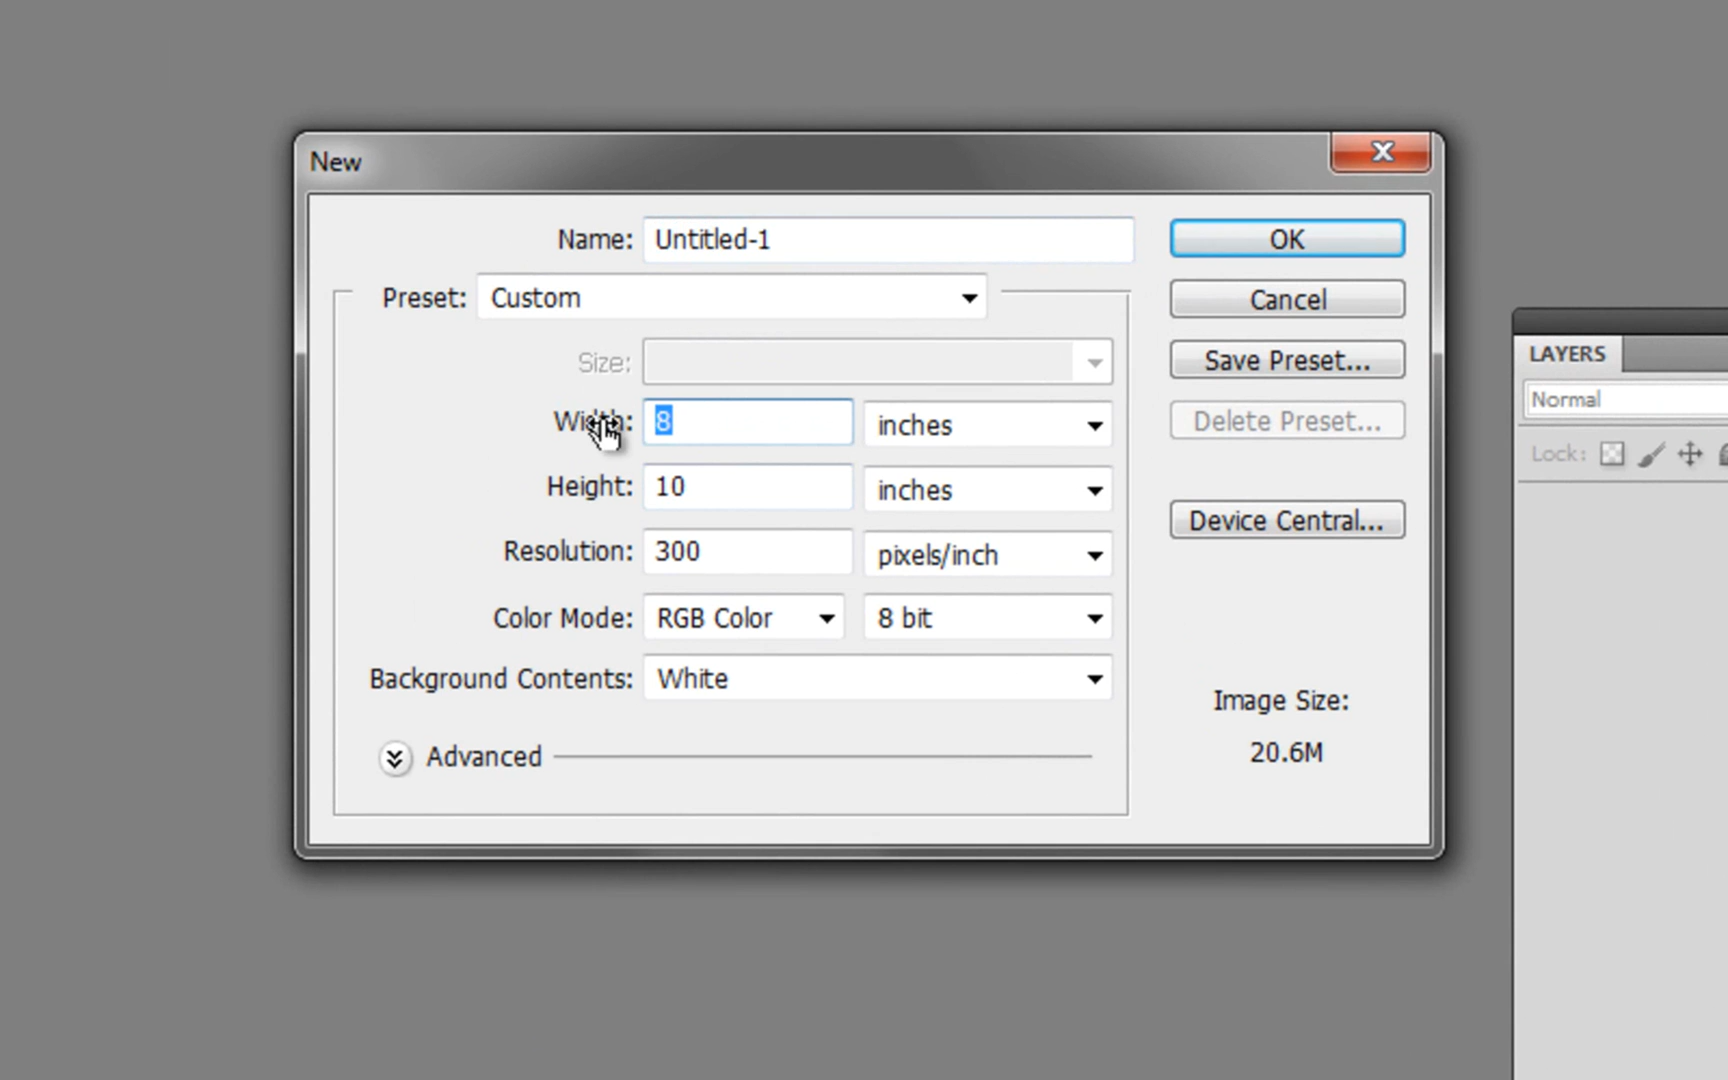 New
Name: Untitled-1
OK
Preset: Custom
Cancel
Size:
Save Preset...
Width: 8 inches
Delete Preset...
Height: 10 inches
Device Central...
Resolution: 300 pixels/inch
Color Mode: RGB Color 8 bit
Background Contents: White
Image Size:
20.6M
Advanced
LAYERS
Normal
Lock: